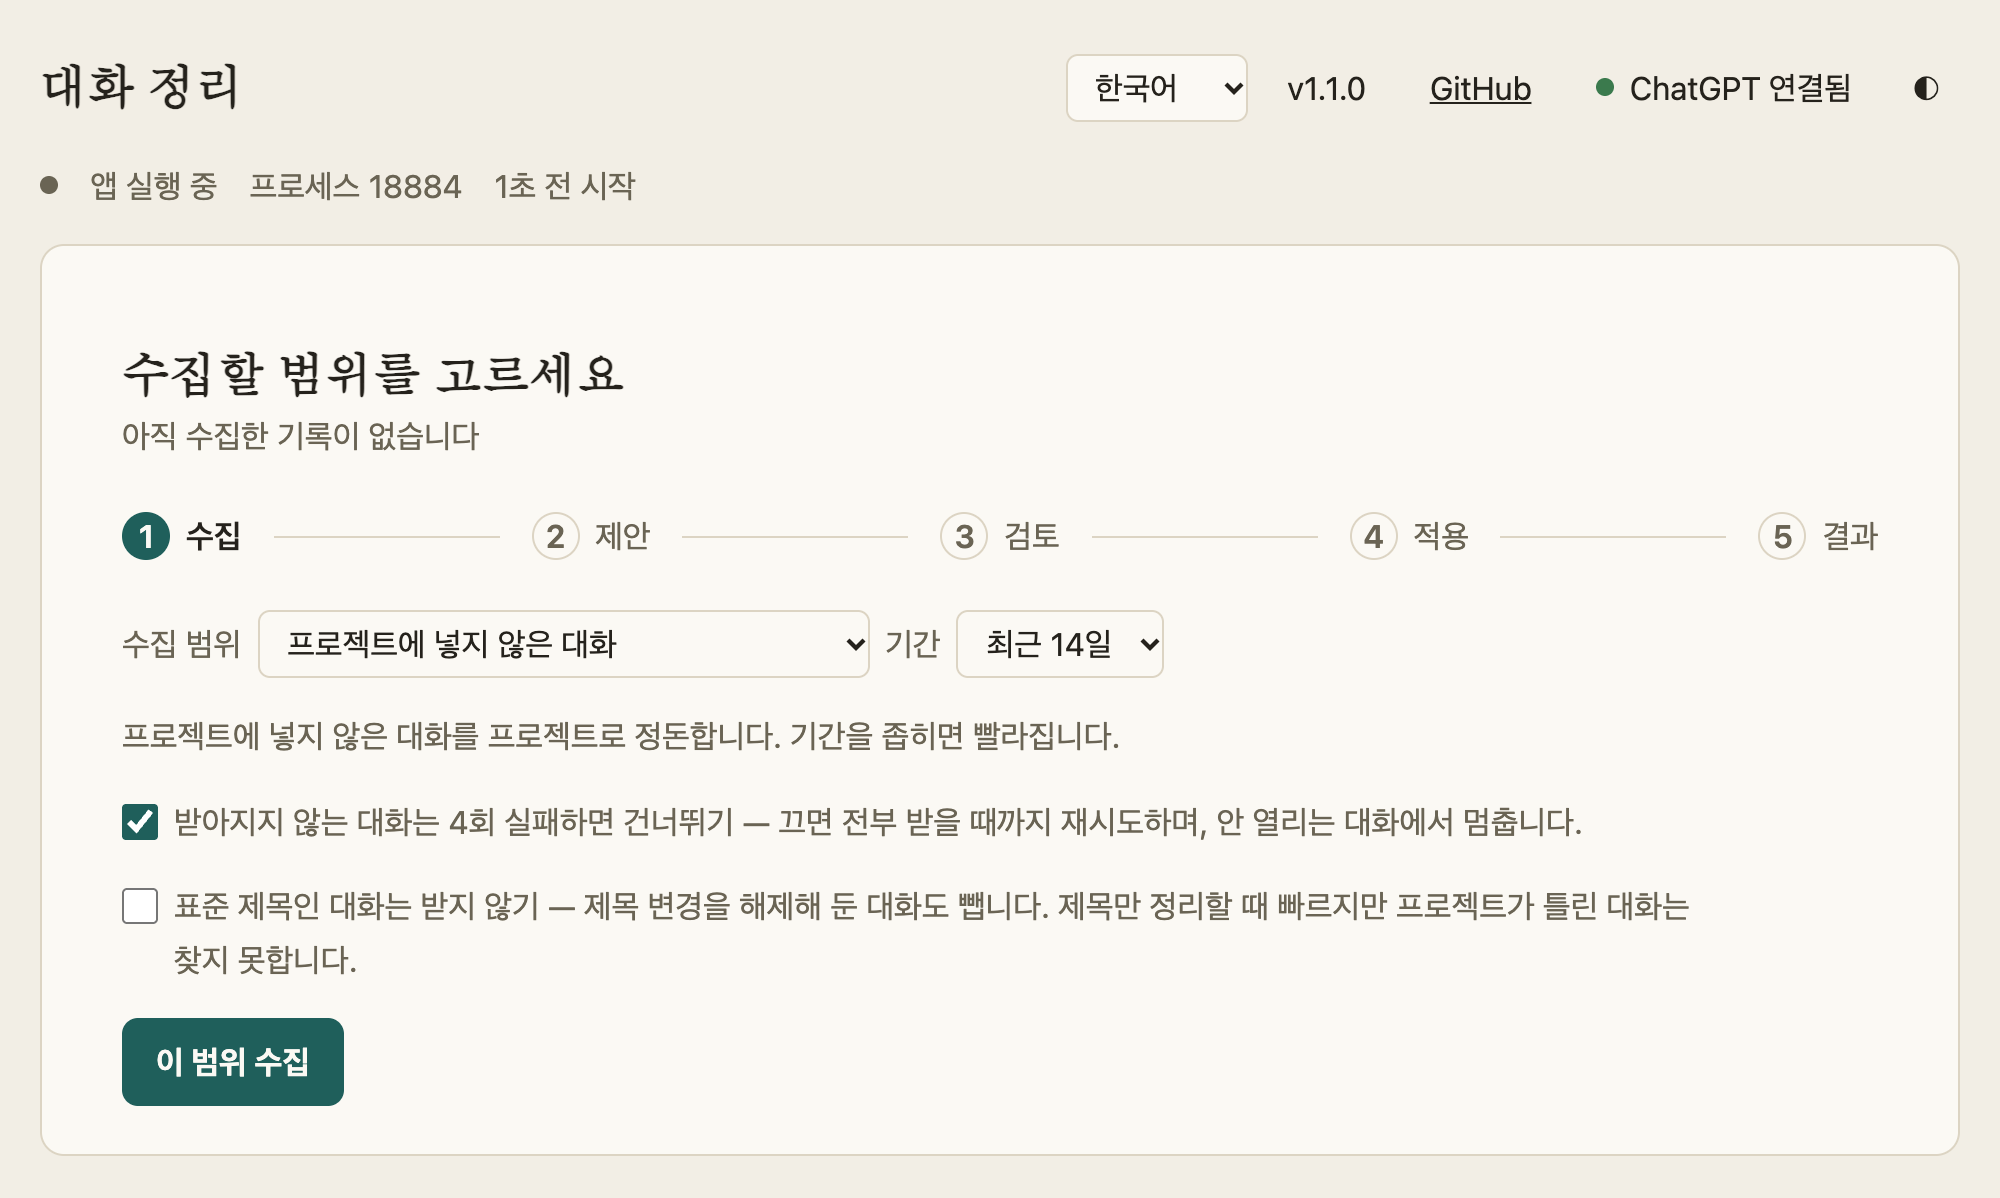 대화 정리
한국어 v1.1.0 GitHub ChatGPT 연결됨
앱 실행 중 프로세스 18884 1초 전 시작
수집할 범위를 고르세요
아직 수집한 기록이 없습니다
1 수집 2 제안 3 검토 4 적용 5 결과
수집 범위 프로젝트에 넣지 않은 대화 기간 최근 14일
프로젝트에 넣지 않은 대화를 프로젝트로 정돈합니다. 기간을 좁히면 빨라집니다.
받아지지 않는 대화는 4회 실패하면 건너뛰기 — 끄면 전부 받을 때까지 재시도하며, 안 열리는 대화에서 멈춥니다.
표준 제목인 대화는 받지 않기 — 제목 변경을 해제해 둔 대화도 뺍니다. 제목만 정리할 때 빠르지만 프로젝트가 틀린 대화는
찾지 못합니다.
이 범위 수집